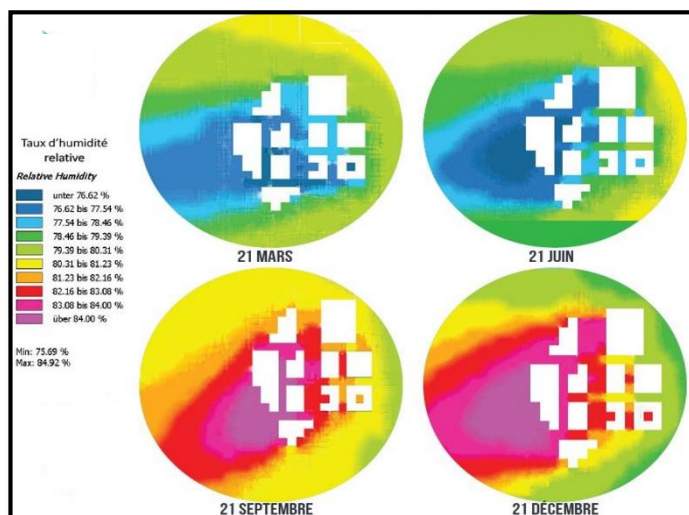 Taux d'humidité
relative
Relative Humidity
unter 76.62 %
76.62 bis 77.54 %
77.54 bis 78.46 %
78.46 bis 79.39 %
79.39 bis 80.31 %
80.31 bis 81.23 %
81.23 bis 82.16 %
82.16 bis 83.08 %
83.08 bis 84.00 %
über 84.00 %
Min: 75.69 %
Max: 84.92 %
21 MARS
21 JUIN
21 SEPTEMBRE
21 DÉCEMBRE